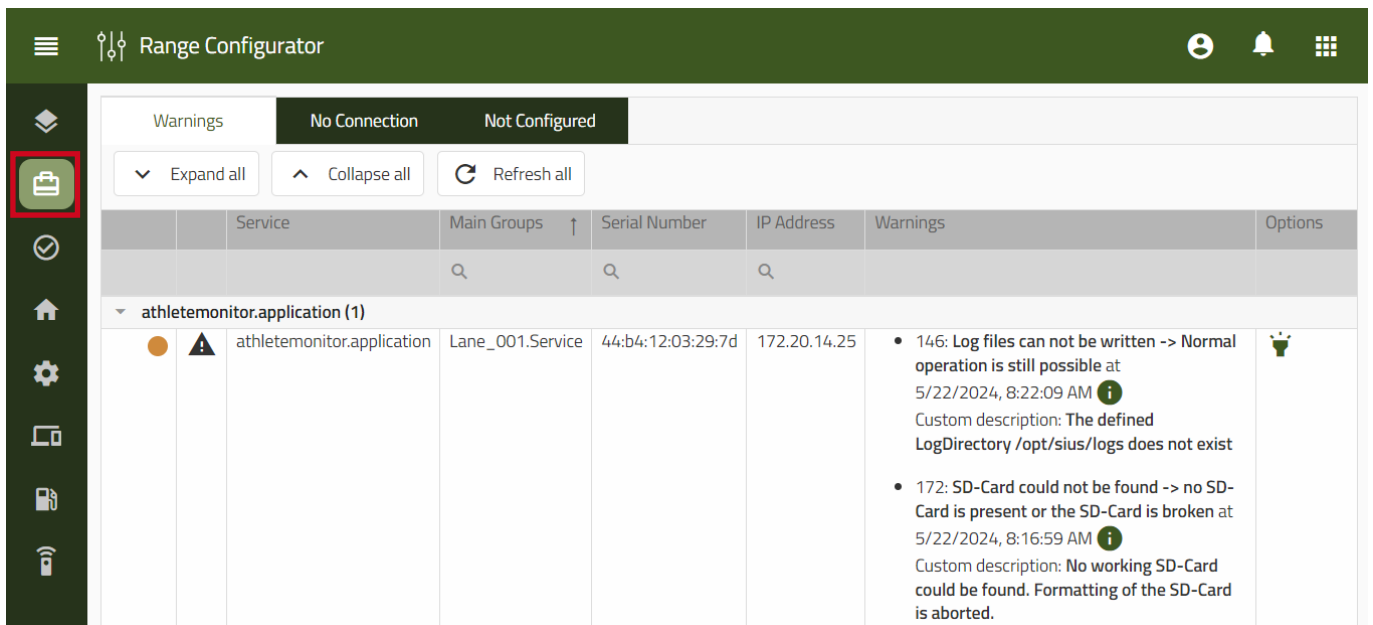 Range Configurator
Warnings
No Connection
Not Configured
Expand all
Collapse all
Refresh all
Service
Main Groups ↑
Serial Number
IP Address
Warnings
Options
athletemonitor.application (1)
athletemonitor.application
Lane_001.Service
44:b4:12:03:29:7d
172.20.14.25
146: Log files can not be written -> Normal
operation is still possible at
5/22/2024, 8:22:09 AM
Custom description: The defined
LogDirectory /opt/sius/logs does not exist
172: SD-Card could not be found -> no SD-
Card is present or the SD-Card is broken at
5/22/2024, 8:16:59 AM
Custom description: No working SD-Card
could be found. Formatting of the SD-Card
is aborted.